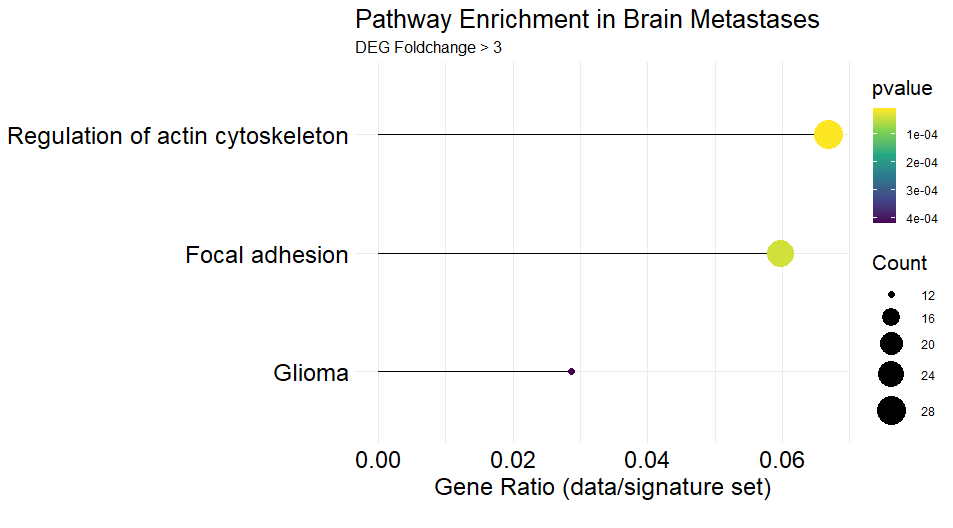 Pathway Enrichment in Brain Metastases
DEG Foldchange > 3
Regulation of actin cytoskeleton
Focal adhesion
Glioma
0.00
0.02
0.04
0.06
Gene Ratio (data/signature set)
pvalue
1e-04
2e-04
3e-04
4e-04
Count
12
16
20
24
28